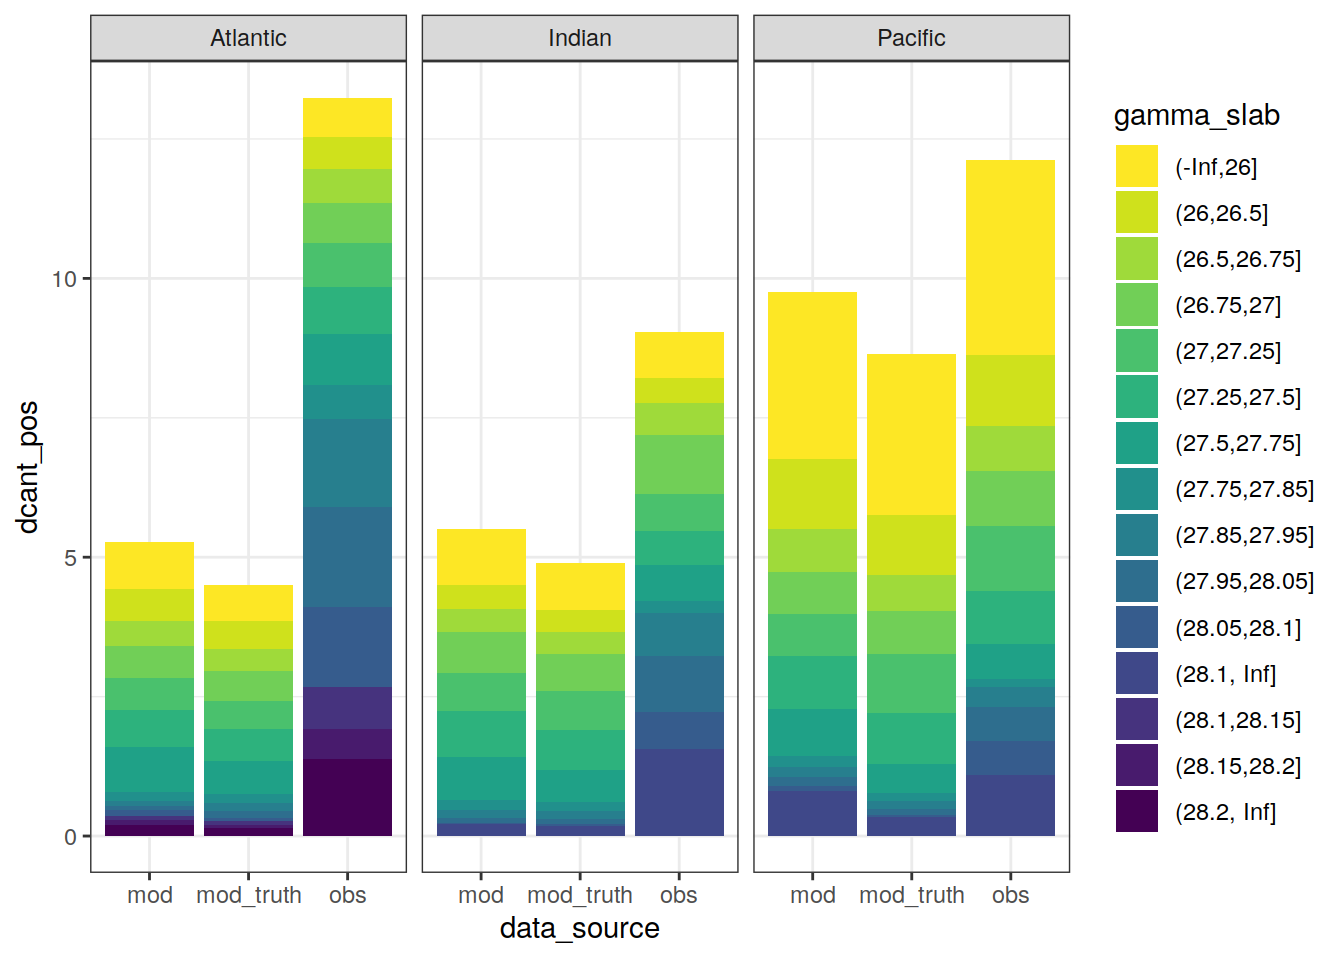 Atlantic
Indian
Pacific
dcant_pos
10
5
0
mod
mod_truth
obs
mod
mod_truth
obs
mod
mod_truth
obs
data_source
gamma_slab
(-Inf,26]
(26,26.5]
(26.5,26.75]
(26.75,27]
(27,27.25]
(27.25,27.5]
(27.5,27.75]
(27.75,27.85]
(27.85,27.95]
(27.95,28.05]
(28.05,28.1]
(28.1, Inf]
(28.1,28.15]
(28.15,28.2]
(28.2, Inf]